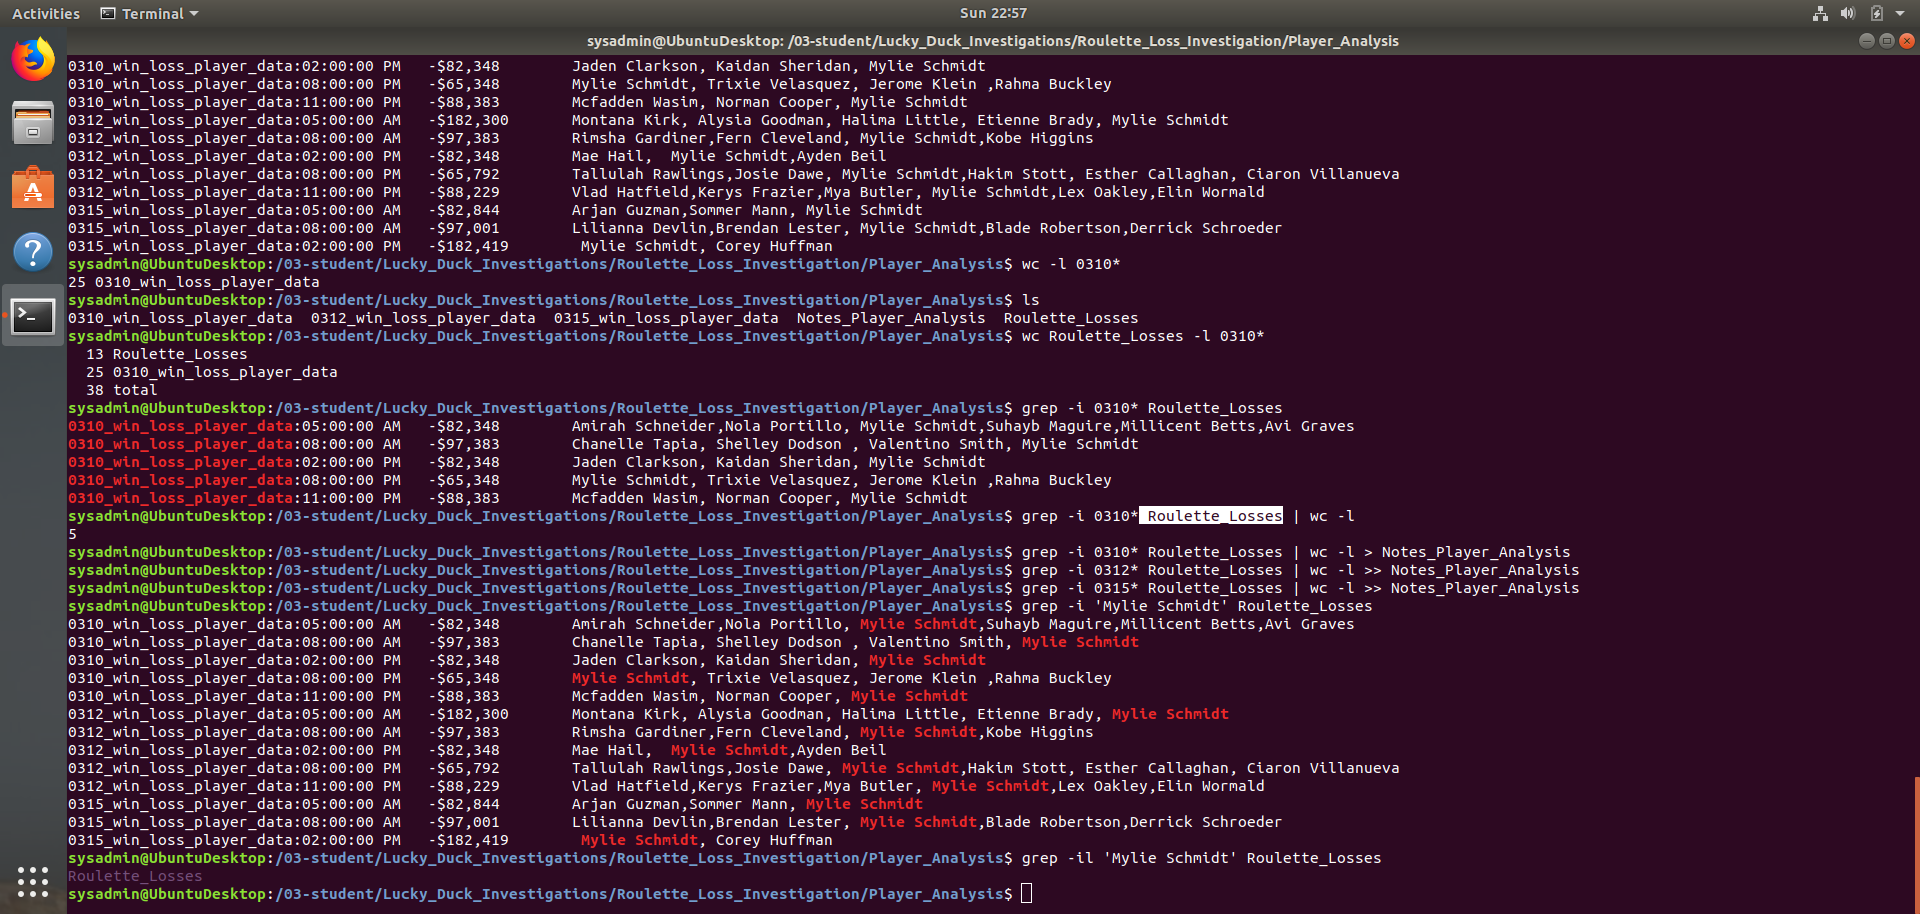 Activities Terminal Sun 22:57
sysadmin@UbuntuDesktop: /03-student/Lucky_Duck_Investigations/Roulette_Loss_Investigation/Player_Analysis
0310_win_loss_player_data:02:00:00 PM -$82,348 Jaden Clarkson, Kaidan Sheridan, Mylie Schmidt
0310_win_loss_player_data:08:00:00 PM -$65,348 Mylie Schmidt, Trixie Velasquez, Jerome Klein ,Rahma Buckley
0310_win_loss_player_data:11:00:00 PM -$88,383 Mcfadden Wasim, Norman Cooper, Mylie Schmidt
0312_win_loss_player_data:05:00:00 AM -$182,300 Montana Kirk, Alysia Goodman, Halima Little, Etienne Brady, Mylie Schmidt
0312_win_loss_player_data:08:00:00 AM -$97,383 Rimsha Gardiner,Fern Cleveland, Mylie Schmidt,Kobe Higgins
0312_win_loss_player_data:02:00:00 PM -$82,348 Mae Hail,  Mylie Schmidt,Ayden Beil
0312_win_loss_player_data:08:00:00 PM -$65,792 Tallulah Rawlings,Josie Dawe, Mylie Schmidt,Hakim Stott, Esther Callaghan, Ciaron Villanueva
0312_win_loss_player_data:11:00:00 PM -$88,229 Vlad Hatfield,Kerys Frazier,Mya Butler, Mylie Schmidt,Lex Oakley,Elin Wormald
0315_win_loss_player_data:05:00:00 AM -$82,844 Arjan Guzman,Sommer Mann, Mylie Schmidt
0315_win_loss_player_data:08:00:00 AM -$97,001 Lilianna Devlin,Brendan Lester, Mylie Schmidt,Blade Robertson,Derrick Schroeder
0315_win_loss_player_data:02:00:00 PM -$182,419 Mylie Schmidt, Corey Huffman
sysadmin@UbuntuDesktop:/03-student/Lucky_Duck_Investigations/Roulette_Loss_Investigation/Player_Analysis$ wc -l 0310*
25 0310_win_loss_player_data
sysadmin@UbuntuDesktop:/03-student/Lucky_Duck_Investigations/Roulette_Loss_Investigation/Player_Analysis$ ls
0310_win_loss_player_data  0312_win_loss_player_data  0315_win_loss_player_data  Notes_Player_Analysis  Roulette_Losses
sysadmin@UbuntuDesktop:/03-student/Lucky_Duck_Investigations/Roulette_Loss_Investigation/Player_Analysis$ wc Roulette_Losses -l 0310*
13 Roulette_Losses
25 0310_win_loss_player_data
38 total
sysadmin@UbuntuDesktop:/03-student/Lucky_Duck_Investigations/Roulette_Loss_Investigation/Player_Analysis$ grep -i 0310* Roulette_Losses
0310_win_loss_player_data:05:00:00 AM -$82,348 Amirah Schneider,Nola Portillo, Mylie Schmidt,Suhayb Maguire,Millicent Betts,Avi Graves
0310_win_loss_player_data:08:00:00 AM -$97,383 Chanelle Tapia, Shelley Dodson , Valentino Smith, Mylie Schmidt
0310_win_loss_player_data:02:00:00 PM -$82,348 Jaden Clarkson, Kaidan Sheridan, Mylie Schmidt
0310_win_loss_player_data:08:00:00 PM -$65,348 Mylie Schmidt, Trixie Velasquez, Jerome Klein ,Rahma Buckley
0310_win_loss_player_data:11:00:00 PM -$88,383 Mcfadden Wasim, Norman Cooper, Mylie Schmidt
sysadmin@UbuntuDesktop:/03-student/Lucky_Duck_Investigations/Roulette_Loss_Investigation/Player_Analysis$ grep -i 0310* Roulette_Losses | wc -l
5
sysadmin@UbuntuDesktop:/03-student/Lucky_Duck_Investigations/Roulette_Loss_Investigation/Player_Analysis$ grep -i 0310* Roulette_Losses | wc -l > Notes_Player_Analysis
sysadmin@UbuntuDesktop:/03-student/Lucky_Duck_Investigations/Roulette_Loss_Investigation/Player_Analysis$ grep -i 0312* Roulette_Losses | wc -l >> Notes_Player_Analysis
sysadmin@UbuntuDesktop:/03-student/Lucky_Duck_Investigations/Roulette_Loss_Investigation/Player_Analysis$ grep -i 0315* Roulette_Losses | wc -l >> Notes_Player_Analysis
sysadmin@UbuntuDesktop:/03-student/Lucky_Duck_Investigations/Roulette_Loss_Investigation/Player_Analysis$ grep -i 'Mylie Schmidt' Roulette_Losses
0310_win_loss_player_data:05:00:00 AM -$82,348 Amirah Schneider,Nola Portillo, Mylie Schmidt,Suhayb Maguire,Millicent Betts,Avi Graves
0310_win_loss_player_data:08:00:00 AM -$97,383 Chanelle Tapia, Shelley Dodson , Valentino Smith, Mylie Schmidt
0310_win_loss_player_data:02:00:00 PM -$82,348 Jaden Clarkson, Kaidan Sheridan, Mylie Schmidt
0310_win_loss_player_data:08:00:00 PM -$65,348 Mylie Schmidt, Trixie Velasquez, Jerome Klein ,Rahma Buckley
0310_win_loss_player_data:11:00:00 PM -$88,383 Mcfadden Wasim, Norman Cooper, Mylie Schmidt
0312_win_loss_player_data:05:00:00 AM -$182,300 Montana Kirk, Alysia Goodman, Halima Little, Etienne Brady, Mylie Schmidt
0312_win_loss_player_data:08:00:00 AM -$97,383 Rimsha Gardiner,Fern Cleveland, Mylie Schmidt,Kobe Higgins
0312_win_loss_player_data:02:00:00 PM -$82,348 Mae Hail,  Mylie Schmidt,Ayden Beil
0312_win_loss_player_data:08:00:00 PM -$65,792 Tallulah Rawlings,Josie Dawe, Mylie Schmidt,Hakim Stott, Esther Callaghan, Ciaron Villanueva
0312_win_loss_player_data:11:00:00 PM -$88,229 Vlad Hatfield,Kerys Frazier,Mya Butler, Mylie Schmidt,Lex Oakley,Elin Wormald
0315_win_loss_player_data:05:00:00 AM -$82,844 Arjan Guzman,Sommer Mann, Mylie Schmidt
0315_win_loss_player_data:08:00:00 AM -$97,001 Lilianna Devlin,Brendan Lester, Mylie Schmidt,Blade Robertson,Derrick Schroeder
0315_win_loss_player_data:02:00:00 PM -$182,419 Mylie Schmidt, Corey Huffman
sysadmin@UbuntuDesktop:/03-student/Lucky_Duck_Investigations/Roulette_Loss_Investigation/Player_Analysis$ grep -il 'Mylie Schmidt' Roulette_Losses
Roulette_Losses
sysadmin@UbuntuDesktop:/03-student/Lucky_Duck_Investigations/Roulette_Loss_Investigation/Player_Analysis$